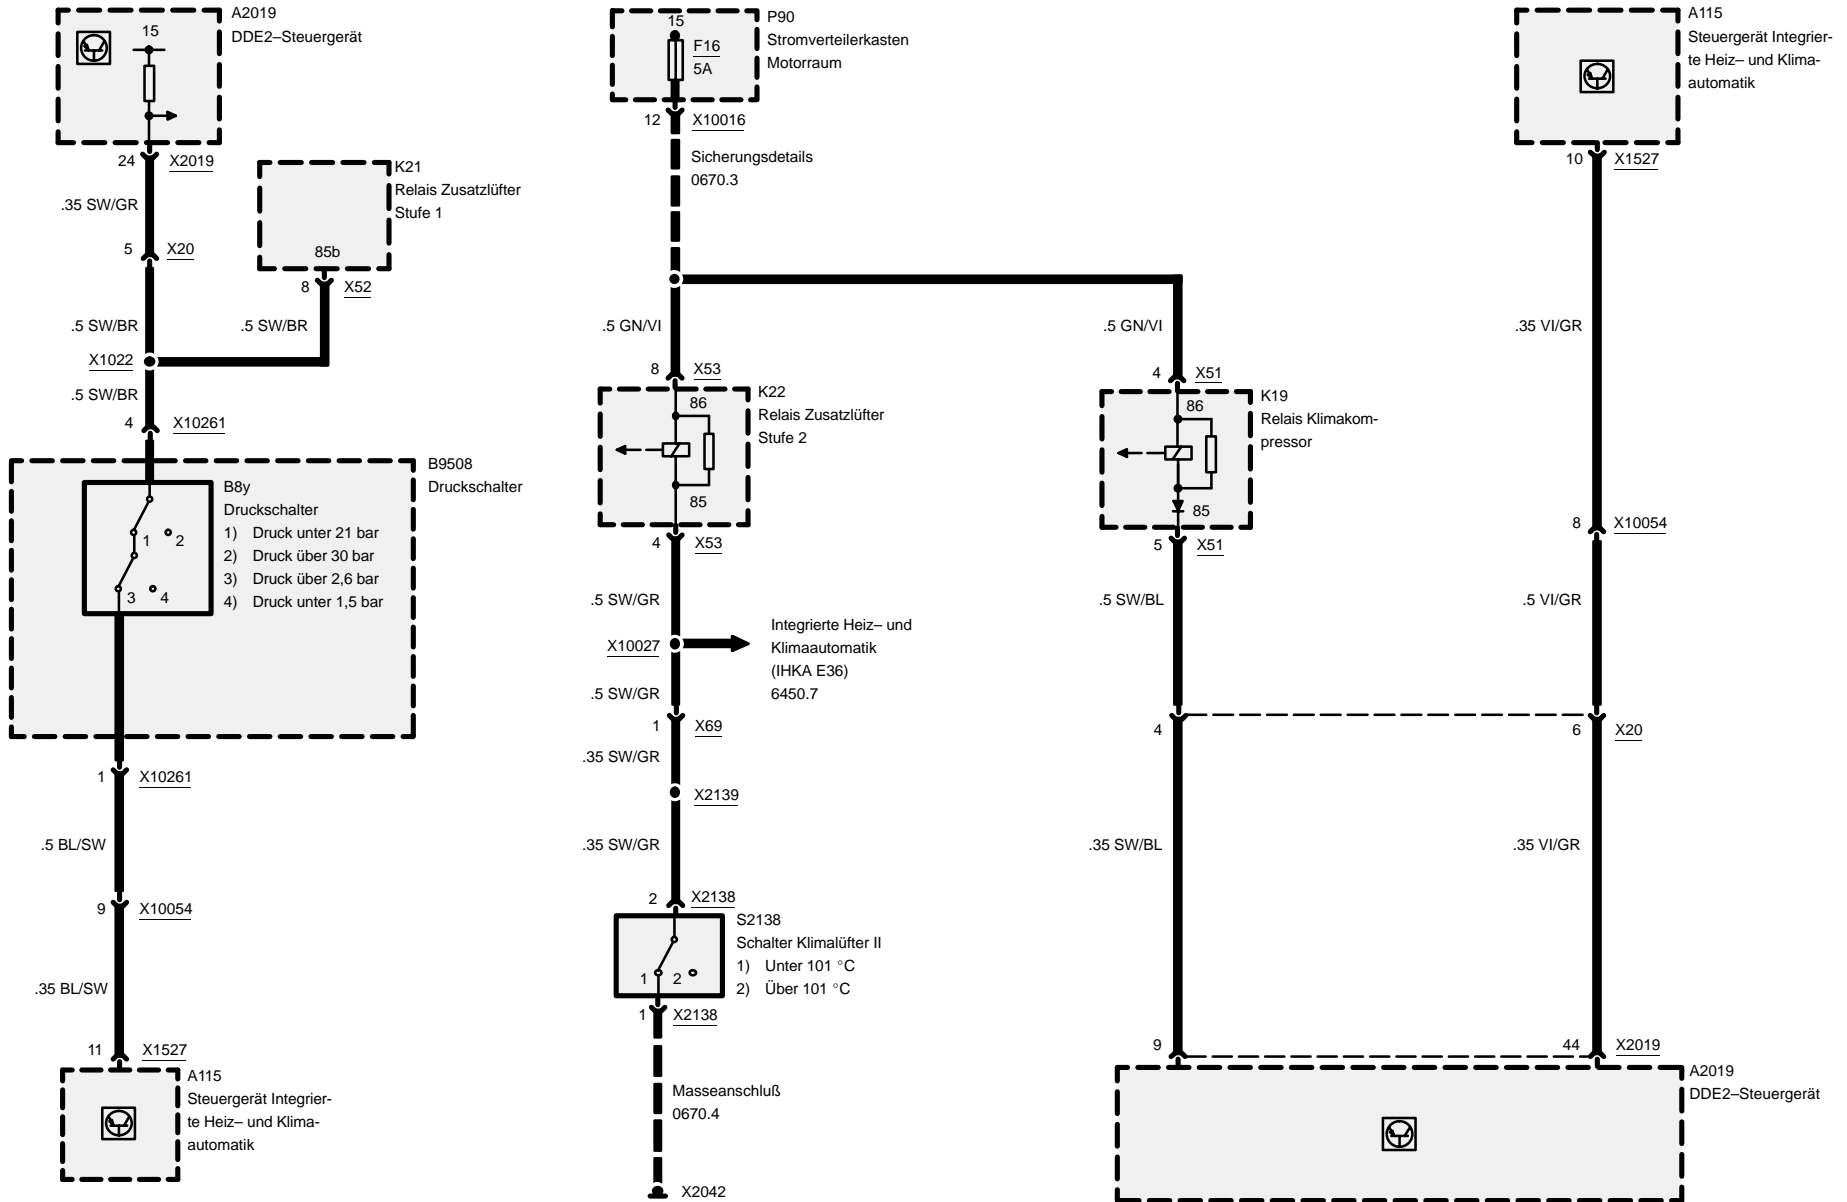 A2019
DDE2–Steuergerät
15
24 X2019
.35 SW/GR
5 X20
K21
Relais Zusatzlüfter
Stufe 1
85b
8 X52
.5 SW/BR
.5 SW/BR
X1022
.5 SW/BR
4 X10261
B9508
Druckschalter
B8y
Druckschalter
1) Druck unter 21 bar
2) Druck über 30 bar
3) Druck über 2,6 bar
4) Druck unter 1,5 bar
1 2
3 4
1 X10261
.5 BL/SW
9 X10054
.35 BL/SW
11 X1527
A115
Steuergerät Integrier-
te Heiz– und Klima-
automatik
P90
Stromverteilerkasten
Motorraum
15
F16
5A
12 X10016
Sicherungsdetails
0670.3
.5 GN/VI
8 X53
K22
Relais Zusatzlüfter
Stufe 2
86
85
4 X53
.5 SW/GR
X10027
Integrierte Heiz– und
Klimaautomatik
(IHKA E36)
6450.7
.5 SW/GR
1 X69
.35 SW/GR
X2139
.35 SW/GR
2 X2138
S2138
Schalter Klimalüfter II
1) Unter 101 °C
2) Über 101 °C
1 2
1 X2138
Masseanschluß
0670.4
X2042
.5 GN/VI
4 X51
K19
Relais Klimakom-
pressor
86
85
5 X51
.5 SW/BL
4
.35 SW/BL
9
A115
Steuergerät Integrier-
te Heiz– und Klima-
automatik
10 X1527
.35 VI/GR
8 X10054
.5 VI/GR
6 X20
.35 VI/GR
44 X2019
A2019
DDE2–Steuergerät